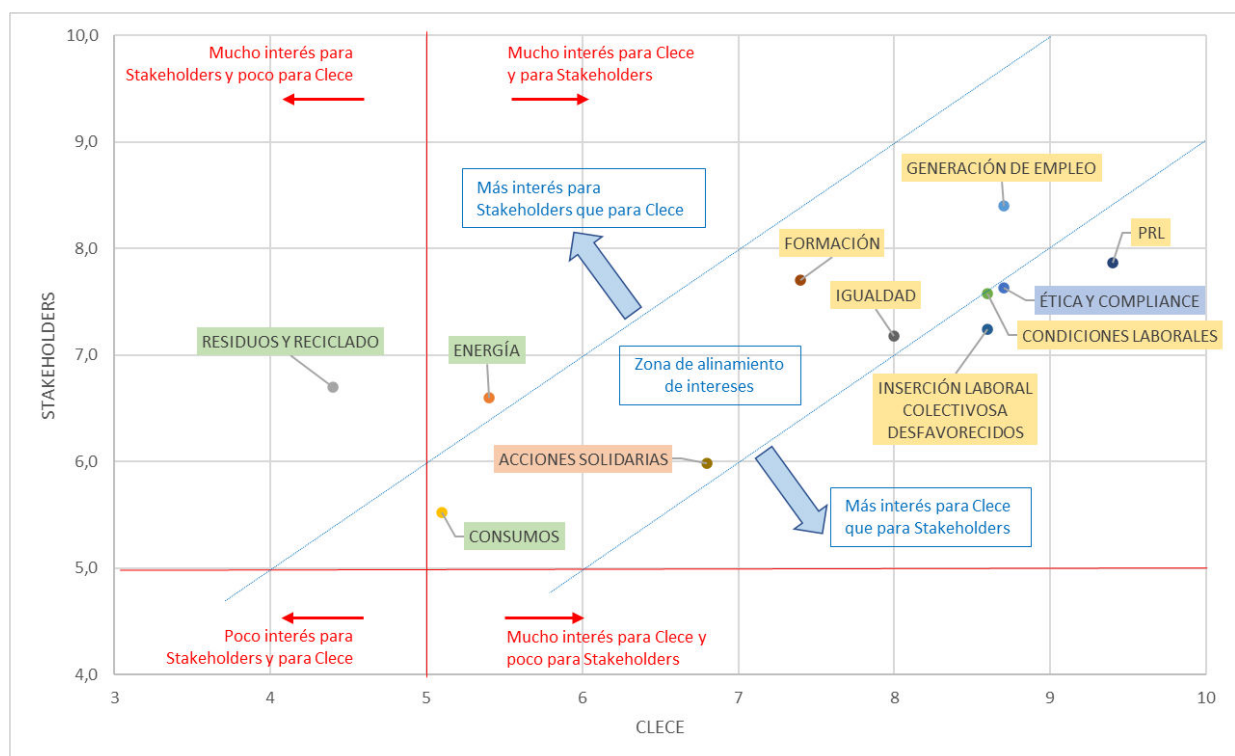 10,0
9,0
8,0
7,0
6,0
5,0
4,0
STAKEHOLDERS
Mucho interés para
Stakeholders y poco para Clece
Mucho interés para Clece
y para Stakeholders
Más interés para
Stakeholders que para Clece
GENERACIÓN DE EMPLEO
FORMACIÓN
PRL
IGUALDAD
ÉTICA Y COMPLIANCE
CONDICIONES LABORALES
RESIDUOS Y RECICLADO
ENERGÍA
Zona de alinamiento
de intereses
INSERCIÓN LABORAL
COLECTIVOSA
DESFAVORECIDOS
ACCIONES SOLIDARIAS
Más interés para Clece
que para Stakeholders
CONSUMOS
Poco interés para
Stakeholders y para Clece
Mucho interés para Clece y
poco para Stakeholders
3
4
5
6
7
8
9
10
CLECE